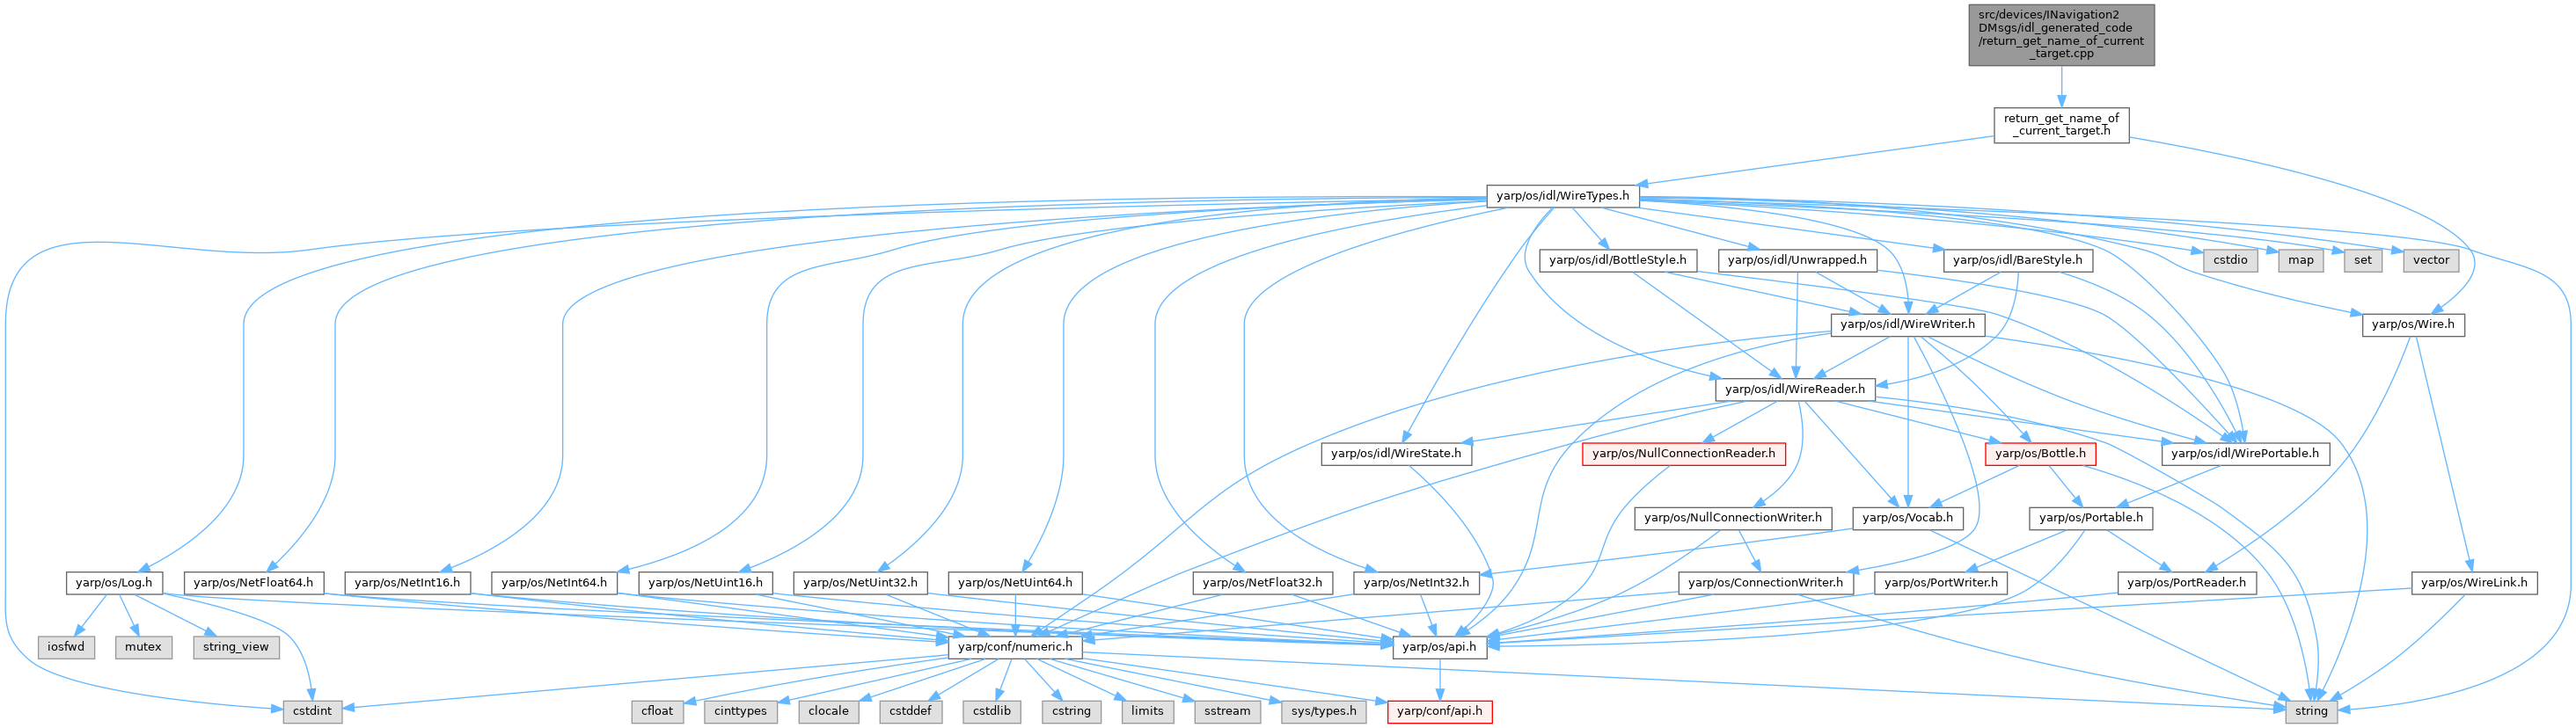 src/devices/INavigation2
DMsgs/idl_generated_code
/return_get_name_of_current
_target.cpp
return_get_name_of
_current_target.h
yarp/os/idl/WireTypes.h
yarp/os/idl/BottleStyle.h
yarp/os/idl/Unwrapped.h
yarp/os/idl/BareStyle.h
cstdio
map
set
vector
yarp/os/idl/WireWriter.h
yarp/os/Wire.h
yarp/os/idl/WireReader.h
yarp/os/idl/WireState.h
yarp/os/NullConnectionReader.h
yarp/os/Bottle.h
yarp/os/idl/WirePortable.h
yarp/os/NullConnectionWriter.h
yarp/os/Vocab.h
yarp/os/Portable.h
yarp/os/Log.h
yarp/os/NetFloat64.h
yarp/os/NetInt16.h
yarp/os/NetInt64.h
yarp/os/NetUint16.h
yarp/os/NetUint32.h
yarp/os/NetUint64.h
yarp/os/NetFloat32.h
yarp/os/NetInt32.h
yarp/os/ConnectionWriter.h
yarp/os/PortWriter.h
yarp/os/PortReader.h
yarp/os/WireLink.h
iosfwd
mutex
string_view
yarp/conf/numeric.h
yarp/os/api.h
cstdint
cfloat
cinttypes
clocale
cstddef
cstdlib
cstring
limits
sstream
sys/types.h
yarp/conf/api.h
string